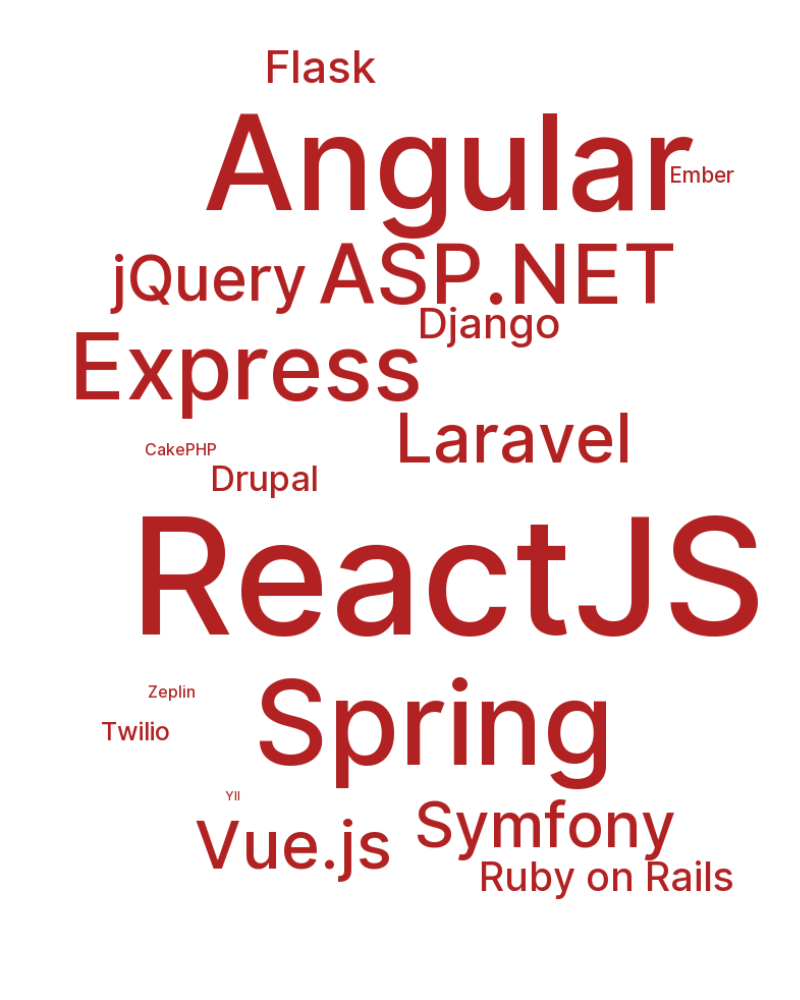 Flask
Angular
Ember
jQuery
ASP.NET
Django
Express
Laravel
CakePHP
Drupal
ReactJS
Zeplin
Spring
Twilio
YII
Vue.js
Symfony
Ruby on Rails